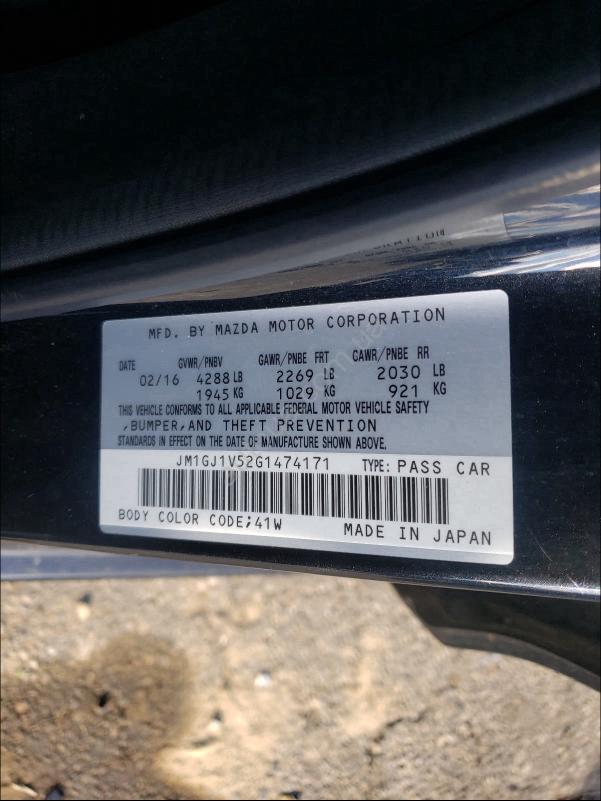 MFD. BY MAZDA MOTOR CORPORATION
DATE GVWR/PNBV GAWR/PNBE FRT GAWR/PNBE RR
02/16 4288 LB 2269 LB 2030 LB
1945 KG 1029 KG 921 KG
THIS VEHICLE CONFORMS TO ALL APPLICABLE FEDERAL MOTOR VEHICLE SAFETY
,BUMPER,AND THEFT PREVENTION
STANDARDS IN EFFECT ON THE DATE OF MANUFACTURE SHOWN ABOVE.
JM1GJ1V52G1474171 TYPE: PASS CAR
BODY COLOR CODE;41W MADE IN JAPAN